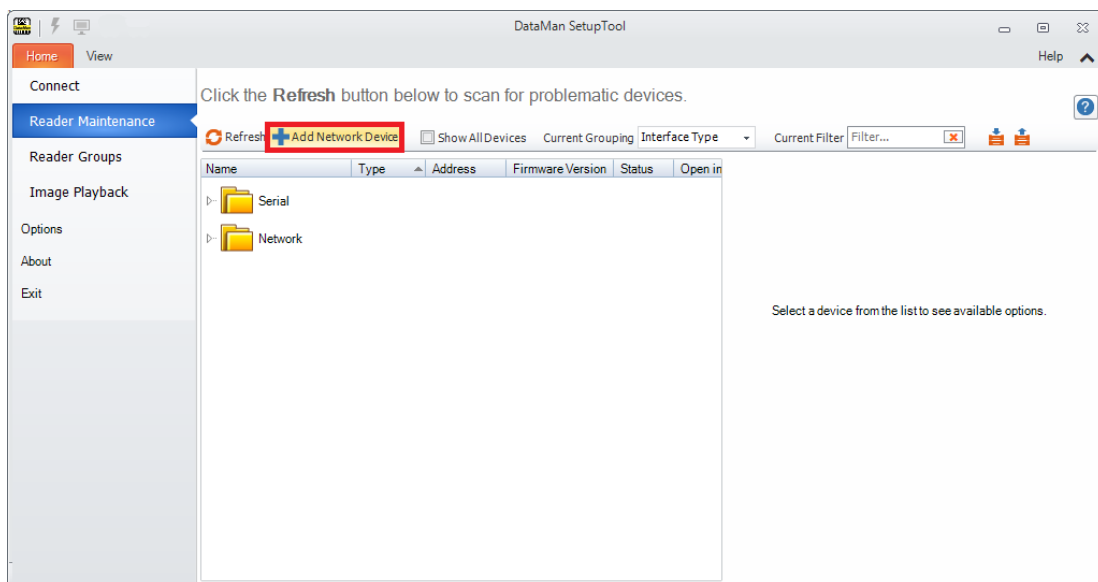 DataMan SetupTool
Home View Help
Connect
Reader Maintenance
Reader Groups
Image Playback
Options
About
Exit
Click the Refresh button below to scan for problematic devices.
Refresh Add Network Device Show All Devices Current Grouping Interface Type Current Filter Filter...
Name Type Address Firmware Version Status Open in
Serial
Network
Select a device from the list to see available options.